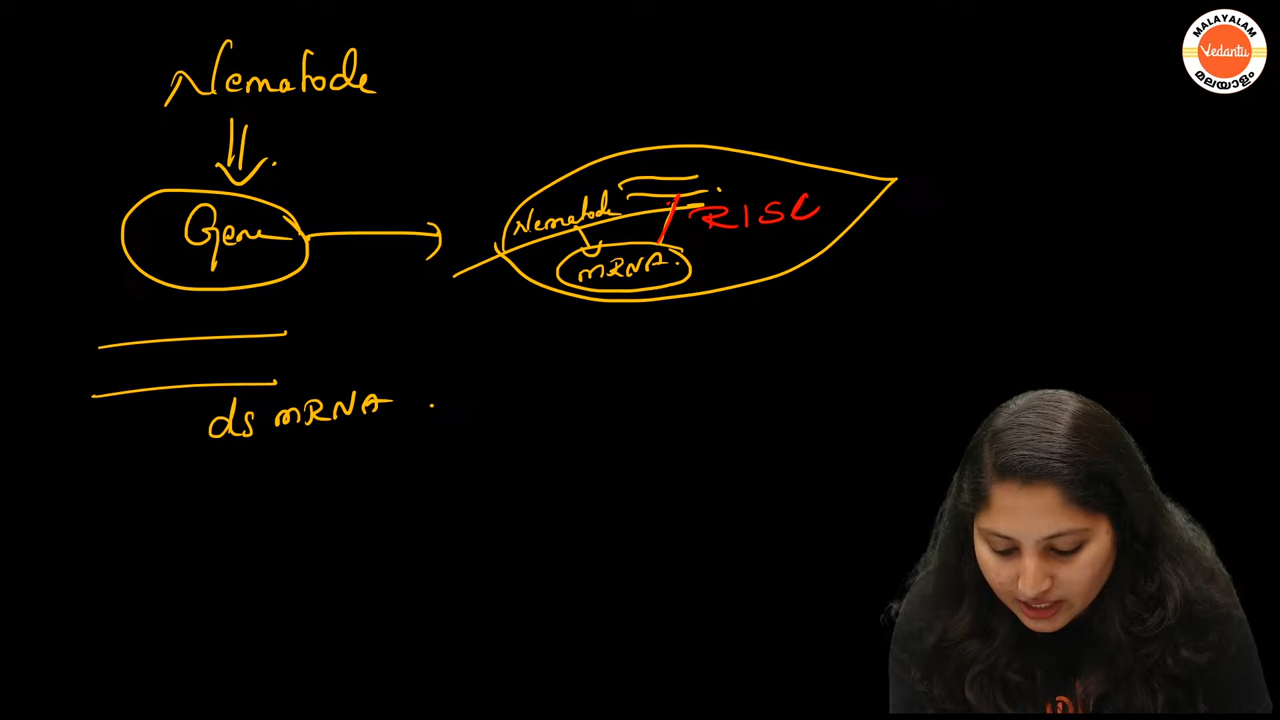 MALAYALAM
Vedantu
മലയാളം
Nematode
Gene
Nematode
RISC
mRNA.
ds mRNA.